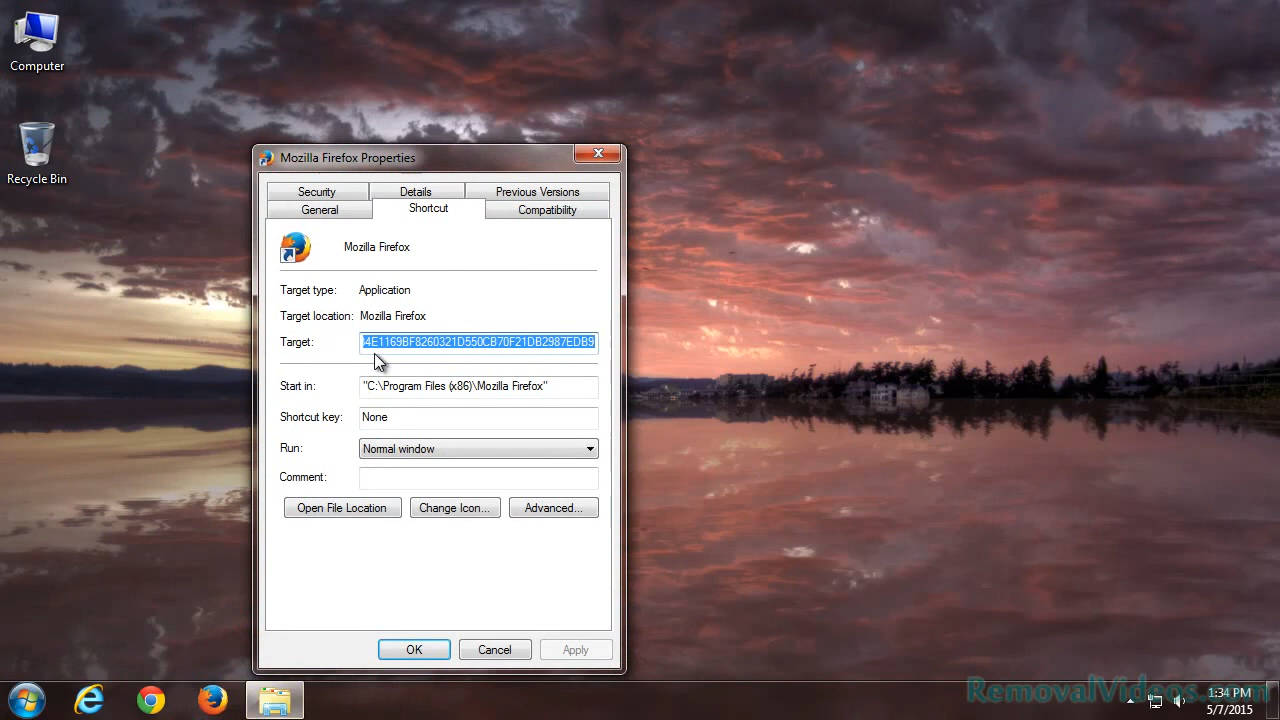 Computer
Recycle Bin
Mozilla Firefox Properties
Security Details Previous Versions
General Shortcut Compatibility
Mozilla Firefox
Target type: Application
Target location: Mozilla Firefox
Target: 4E1169BF8260321D550CB70F21DB2987EDB9
Start in: "C:\Program Files (x86)\Mozilla Firefox"
Shortcut key: None
Run: Normal window
Comment:
Open File Location Change Icon... Advanced...
OK Cancel Apply
RemovalVideos.com
1:34 PM
5/7/2015